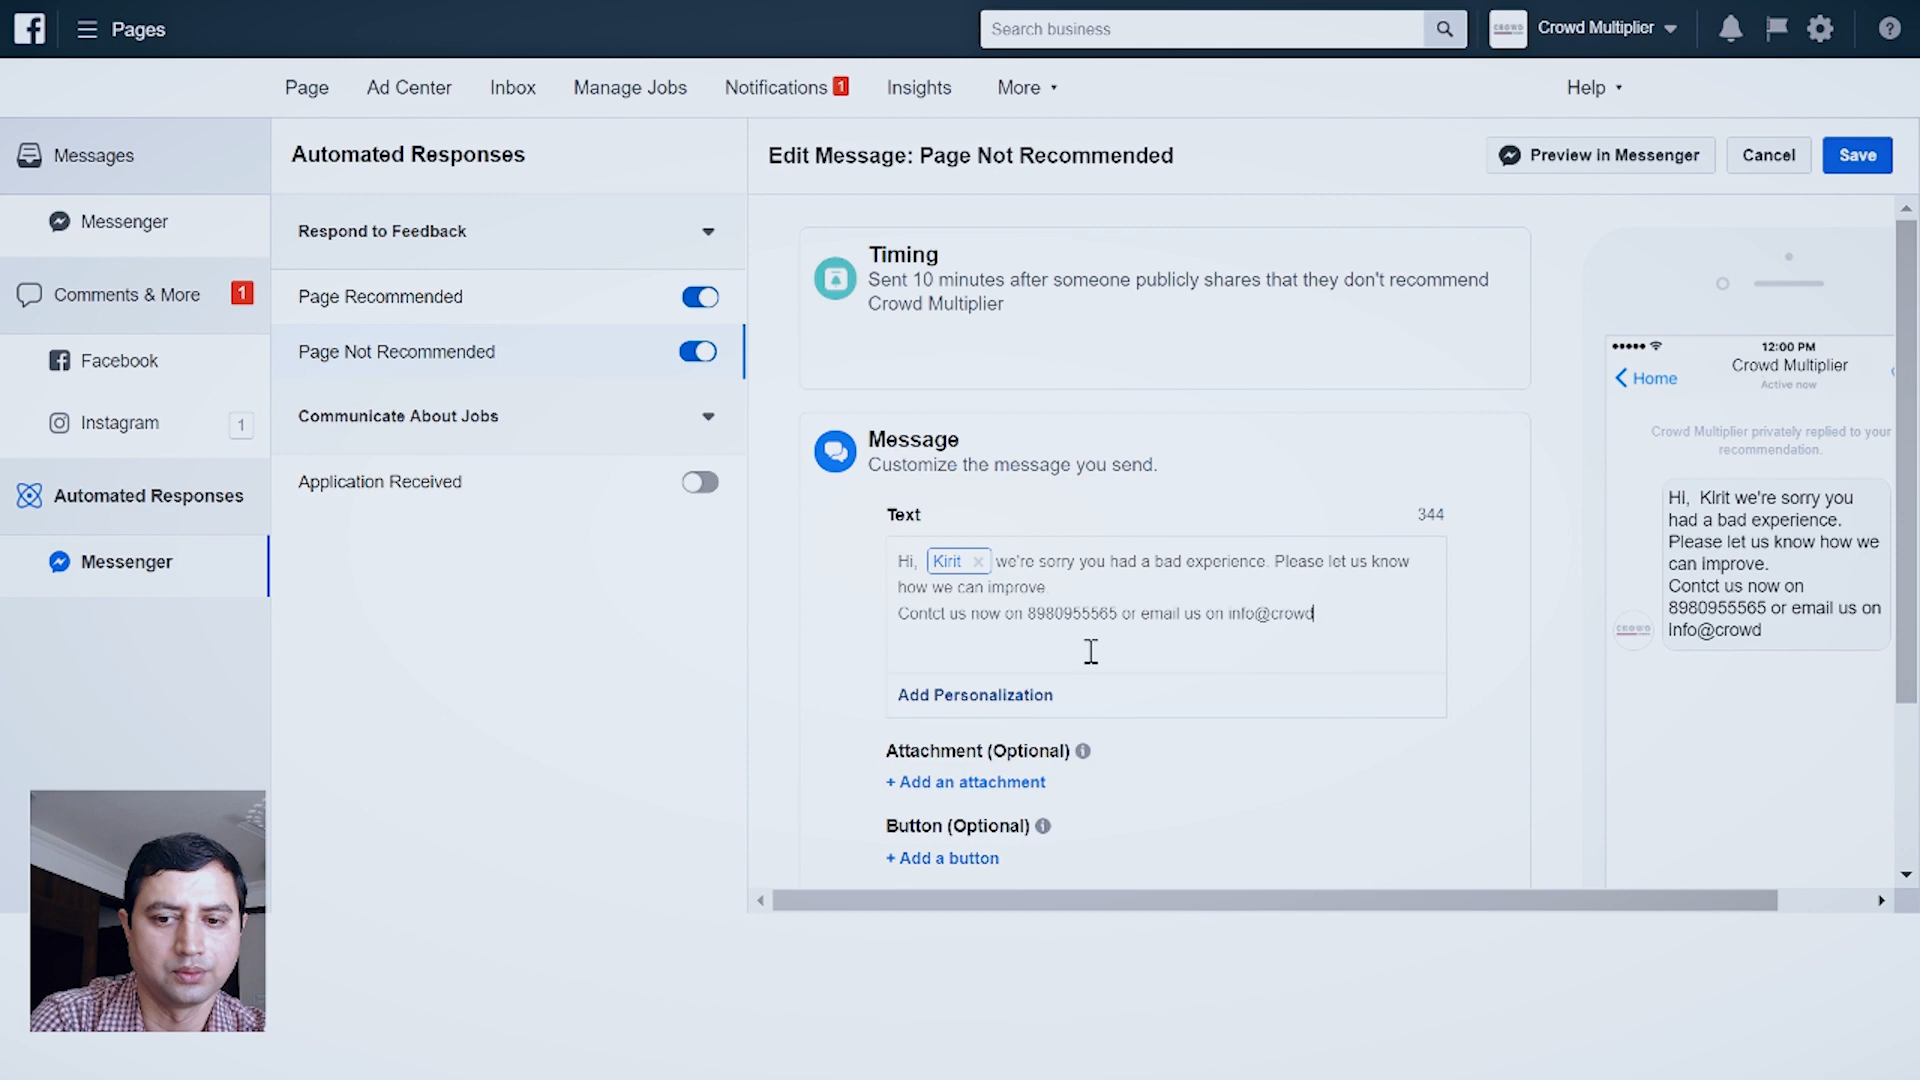 Pages
Search business
CROWD
Crowd Multiplier
Page
Ad Center
Inbox
Manage Jobs
Notifications 1
Insights
More
Help
Messages
Messenger
Comments & More 1
Facebook
Instagram 1
Automated Responses
Messenger
Automated Responses
Respond to Feedback
Page Recommended
Page Not Recommended
Communicate About Jobs
Application Received
Edit Message: Page Not Recommended
Preview in Messenger
Cancel
Save
Timing
Sent 10 minutes after someone publicly shares that they don't recommend
Crowd Multiplier
Message
Customize the message you send.
Text
344
Hi, Kirit × we're sorry you had a bad experience. Please let us know
how we can improve.
Contct us now on 8980955565 or email us on info@crowd
Add Personalization
Attachment (Optional)
+ Add an attachment
Button (Optional)
+ Add a button
12:00 PM
Home
Crowd Multiplier
Active now
Crowd Multiplier privately replied to your
recommendation.
Hi, Kirit we're sorry you
had a bad experience.
Please let us know how we
can improve.
Contct us now on
8980955565 or email us on
info@crowd
CROWD